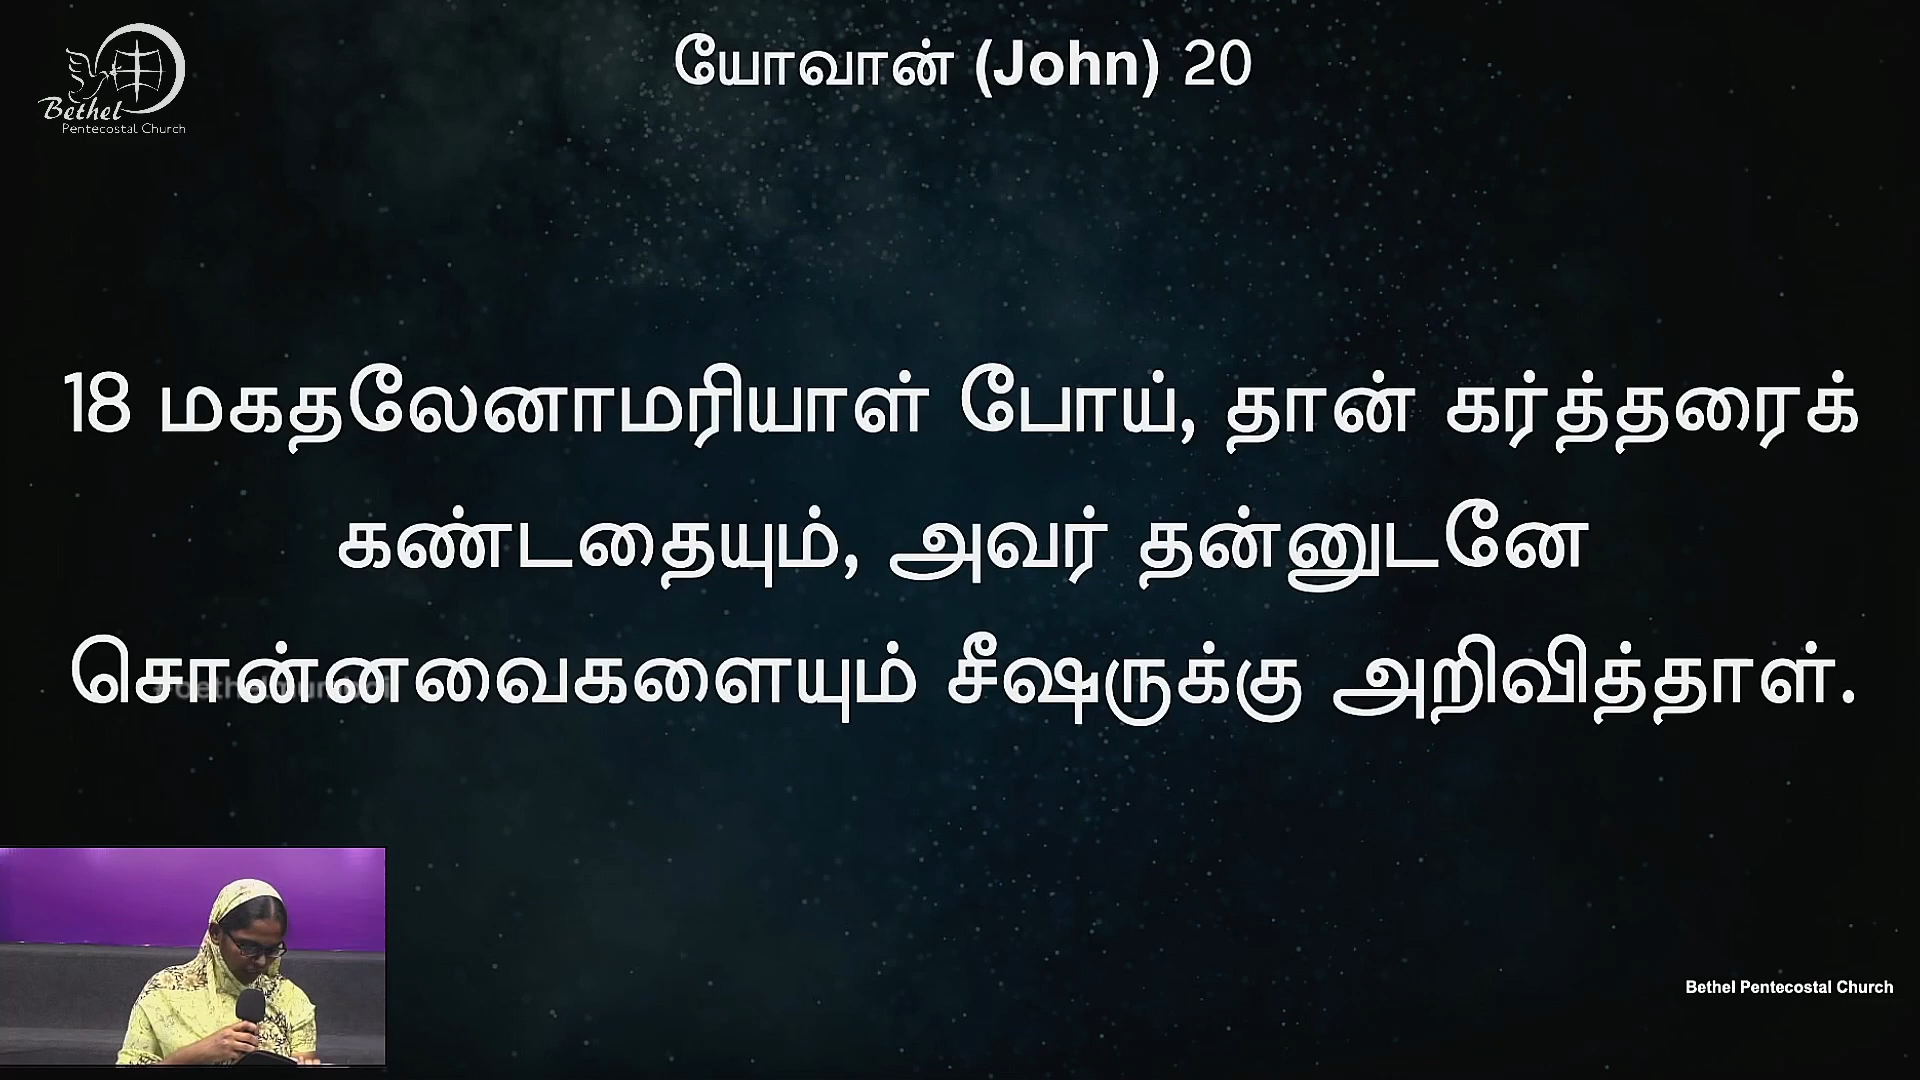 Bethel
Pentecostal Church
யோவான் (John) 20
18 மகதலேனாமரியாள் போய், தான் கர்த்தரைக்
கண்டதையும், அவர் தன்னுடனே
சொன்னவைகளையும் சீஷருக்கு அறிவித்தாள்.
Bethel Pentecostal Church